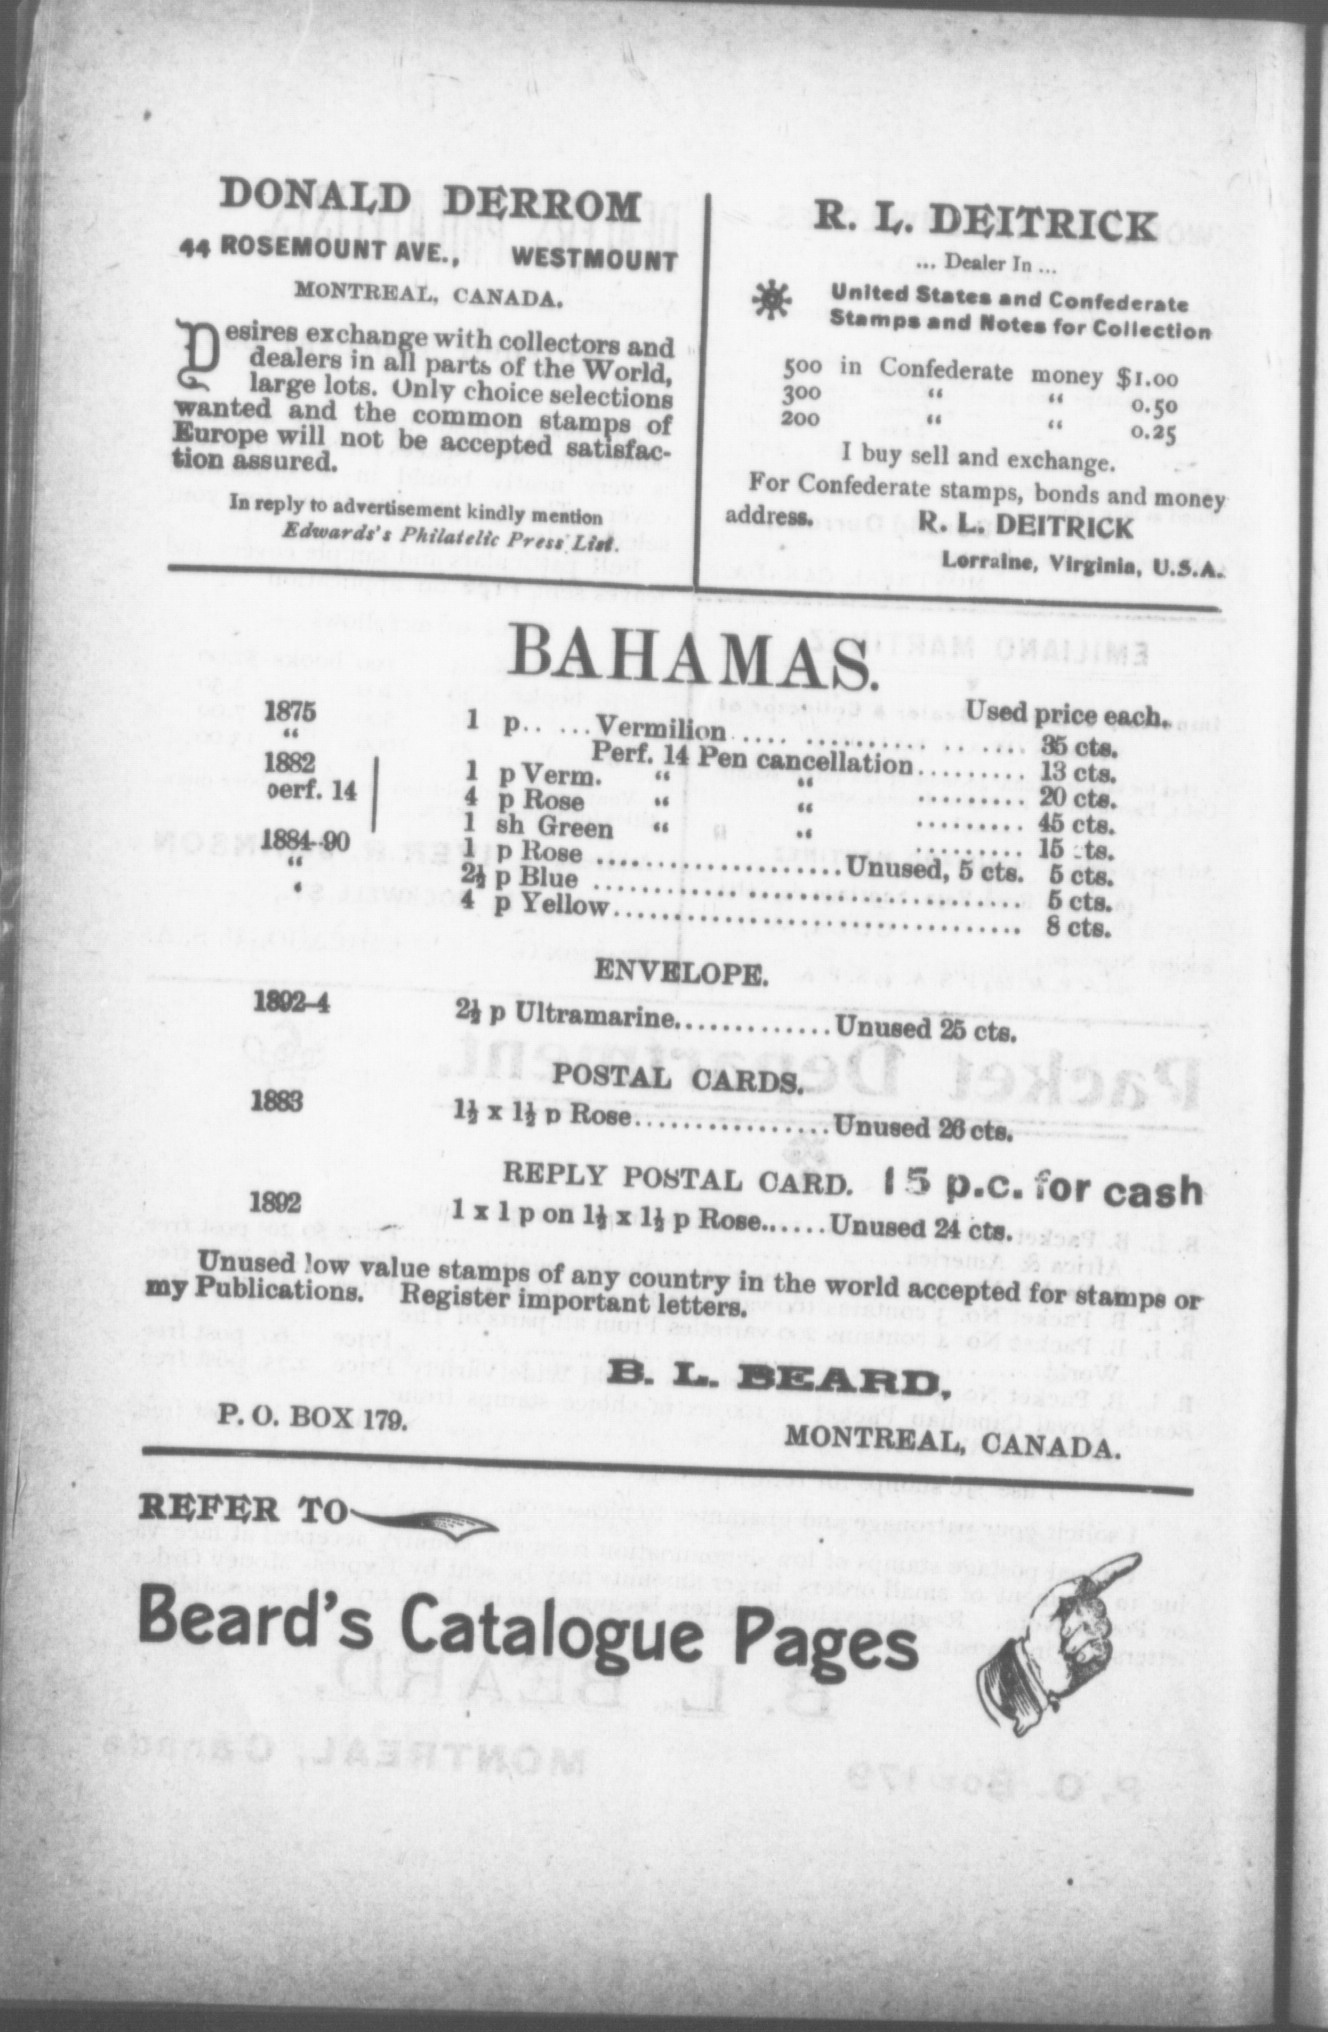 DONALD DERROM
44 ROSEMOUNT AVE., WESTMOUNT
MONTREAL, CANADA.
Desires exchange with collectors and
dealers in all parts of the World,
large lots. Only choice selections
wanted and the common stamps of
Europe will not be accepted satisfac-
tion assured.
In reply to advertisement kindly mention
Edwards's Philatelic Press List.
R. L. DEITRICK
... Dealer In ...
United States and Confederate
Stamps and Notes for Collection
500 in Confederate money $1.00
300 " " 0.50
200 " " 0.25
I buy sell and exchange.
For Confederate stamps, bonds and money
address. R. L. DEITRICK
Lorraine, Virginia, U.S.A.
BAHAMAS.
Used price each.
1875 1 p.. ...Vermilion .... .......... .. .... 35 cts.
" Perf. 14 Pen cancellation......... 13 cts.
1882 1 p Verm. " " ......... 20 cts.
perf. 14 4 p Rose " " ......... 45 cts.
1 sh Green " " ......... 15 cts.
1884-90 1 p Rose .....................Unused, 5 cts. 5 cts.
" 2½ p Blue ................................... 5 cts.
" 4 p Yellow................................. 8 cts.
ENVELOPE.
1892-4 2½ p Ultramarine.............Unused 25 cts.
POSTAL CARDS.
1883 1½ x 1½ p Rose................Unused 26 cts.
REPLY POSTAL CARD. 15 p.c. for cash
1892 1 x 1 p on 1½ x 1½ p Rose......Unused 24 cts.
Unused low value stamps of any country in the world accepted for stamps or
my Publications. Register important letters.
B. L. BEARD,
P. O. BOX 179.
MONTREAL, CANADA.
REFER TO
Beard's Catalogue Pages